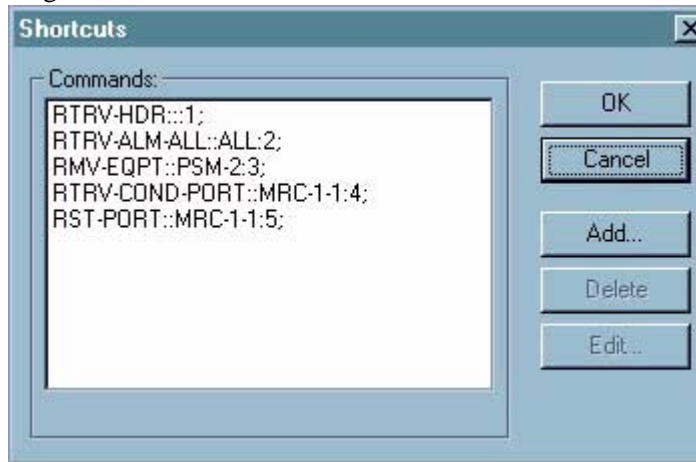 Shortcuts
Commands:
RTRV-HDR:::1;
RTRV-ALM-ALL::ALL:2;
RMV-EQPT::PSM-2:3;
RTRV-COND-PORT::MRC-1-1:4;
RST-PORT::MRC-1-1:5;
OK
Cancel
Add...
Delete
Edit...